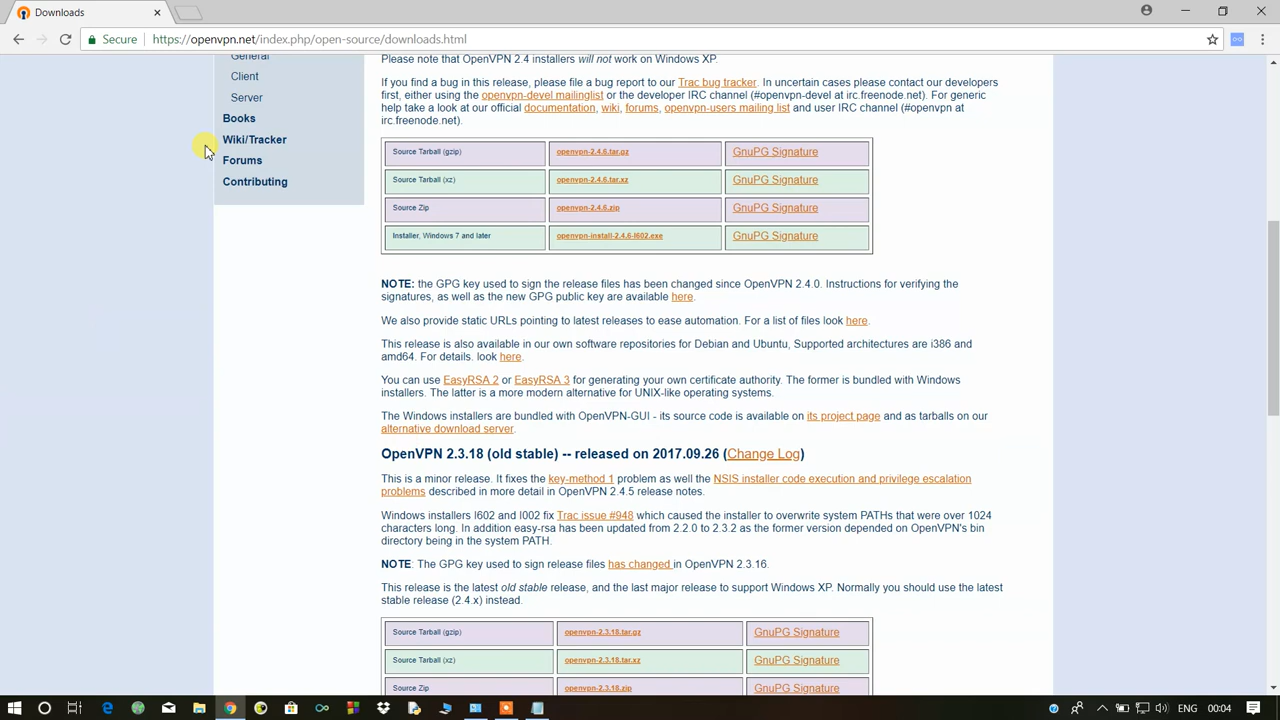 Downloads
Secure
https://openvpn.net/index.php/open-source/downloads.html
General
Client
Server
Books
Wiki/Tracker
Forums
Contributing
Please note that OpenVPN 2.4 installers will not work on Windows XP.
If you find a bug in this release, please file a bug report to our Trac bug tracker. In uncertain cases please contact our developers
first, either using the openvpn-devel mailinglist or the developer IRC channel (#openvpn-devel at irc.freenode.net). For generic
help take a look at our official documentation, wiki, forums, openvpn-users mailing list and user IRC channel (#openvpn at
irc.freenode.net).
Source Tarball (gzip) openvpn-2.4.6.tar.gz GnuPG Signature
Source Tarball (xz) openvpn-2.4.6.tar.xz GnuPG Signature
Source Zip openvpn-2.4.6.zip GnuPG Signature
Installer, Windows 7 and later openvpn-install-2.4.6-I602.exe GnuPG Signature
NOTE: the GPG key used to sign the release files has been changed since OpenVPN 2.4.0. Instructions for verifying the
signatures, as well as the new GPG public key are available here.
We also provide static URLs pointing to latest releases to ease automation. For a list of files look here.
This release is also available in our own software repositories for Debian and Ubuntu, Supported architectures are i386 and
amd64. For details. look here.
You can use EasyRSA 2 or EasyRSA 3 for generating your own certificate authority. The former is bundled with Windows
installers. The latter is a more modern alternative for UNIX-like operating systems.
The Windows installers are bundled with OpenVPN-GUI - its source code is available on its project page and as tarballs on our
alternative download server.
OpenVPN 2.3.18 (old stable) -- released on 2017.09.26 (Change Log)
This is a minor release. It fixes the key-method 1 problem as well the NSIS installer code execution and privilege escalation
problems described in more detail in OpenVPN 2.4.5 release notes.
Windows installers I602 and I002 fix Trac issue #948 which caused the installer to overwrite system PATHs that were over 1024
characters long. In addition easy-rsa has been updated from 2.2.0 to 2.3.2 as the former version depended on OpenVPN's bin
directory being in the system PATH.
NOTE: The GPG key used to sign release files has changed in OpenVPN 2.3.16.
This release is the latest old stable release, and the last major release to support Windows XP. Normally you should use the latest
stable release (2.4.x) instead.
Source Tarball (gzip) openvpn-2.3.18.tar.gz GnuPG Signature
Source Tarball (xz) openvpn-2.3.18.tar.xz GnuPG Signature
Source Zip openvpn-2.3.18.zip GnuPG Signature
00:04